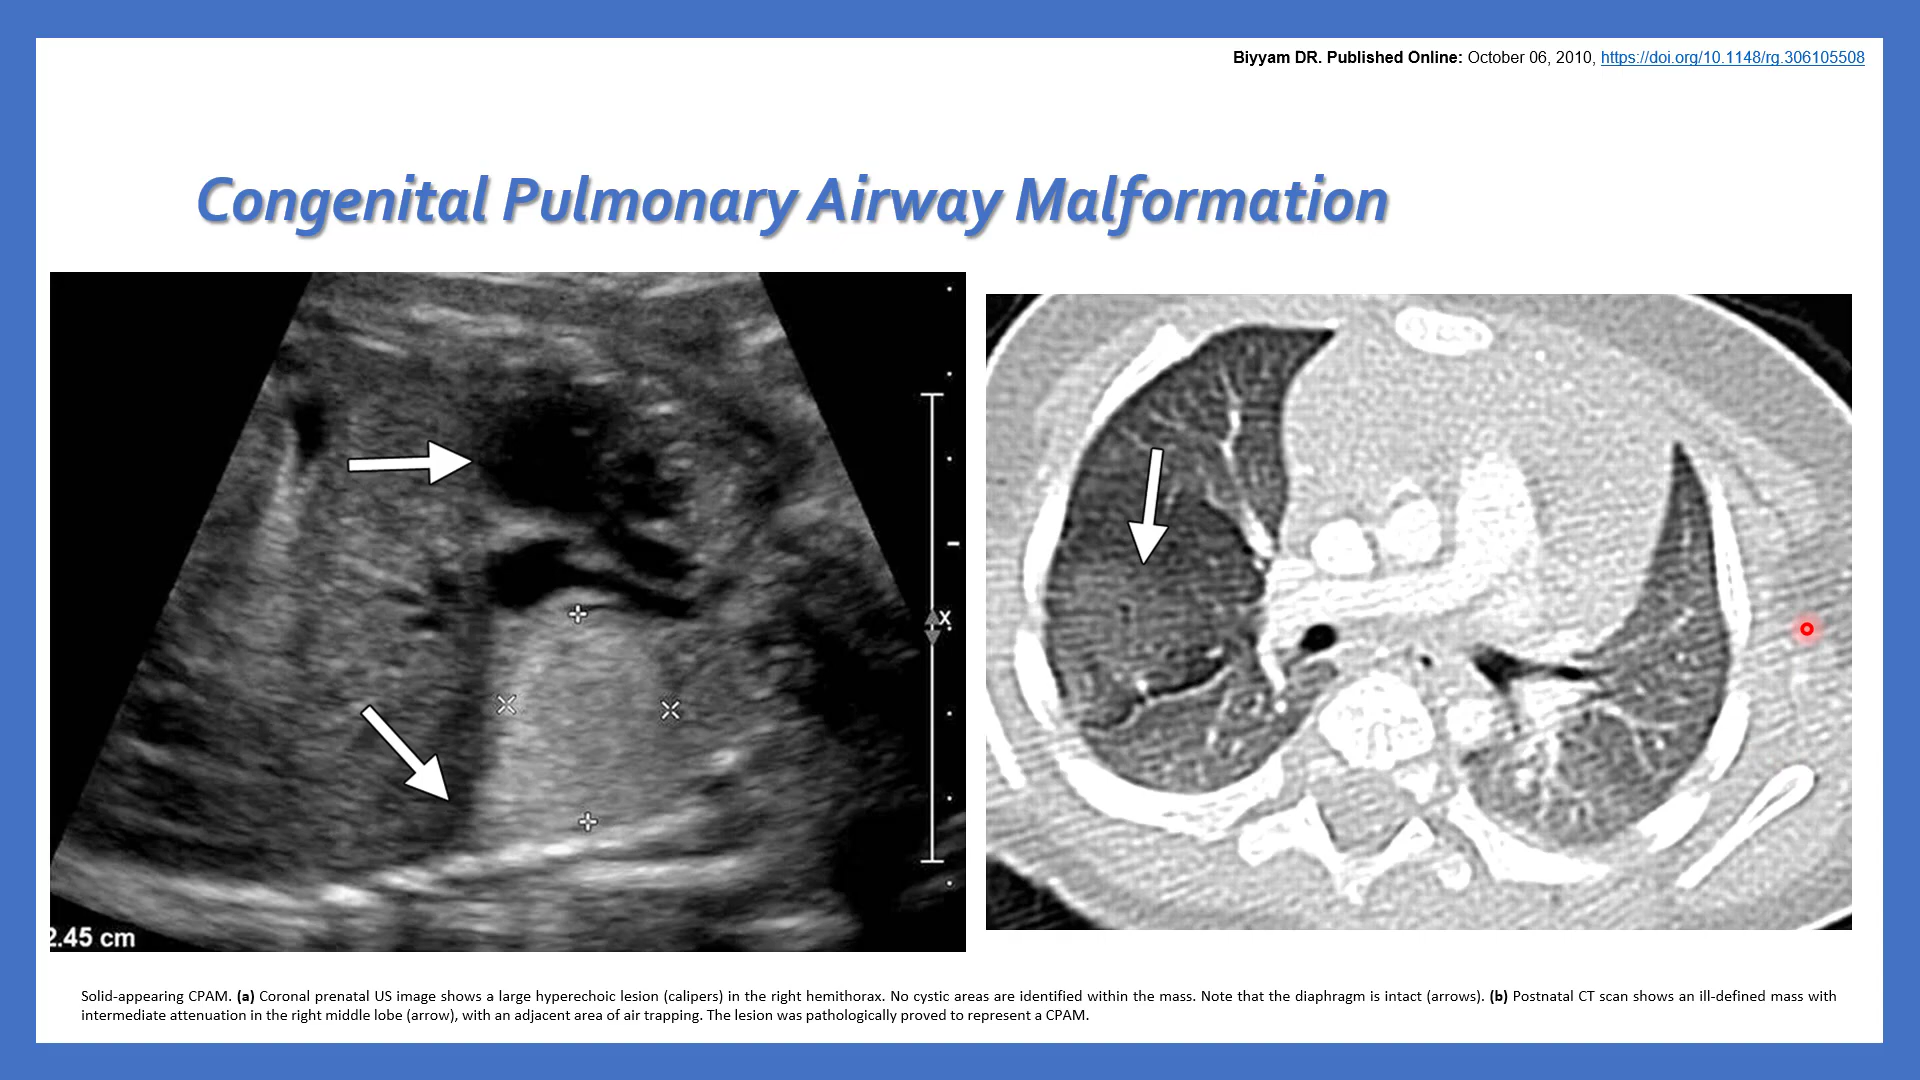 Biyyam DR. Published Online: October 06, 2010, https://doi.org/10.1148/rg.306105508
Congenital Pulmonary Airway Malformation
X
2.45 cm
Solid-appearing CPAM. (a) Coronal prenatal US image shows a large hyperechoic lesion (calipers) in the right hemithorax. No cystic areas are identified within the mass. Note that the diaphragm is intact (arrows). (b) Postnatal CT scan shows an ill-defined mass with
intermediate attenuation in the right middle lobe (arrow), with an adjacent area of air trapping. The lesion was pathologically proved to represent a CPAM.